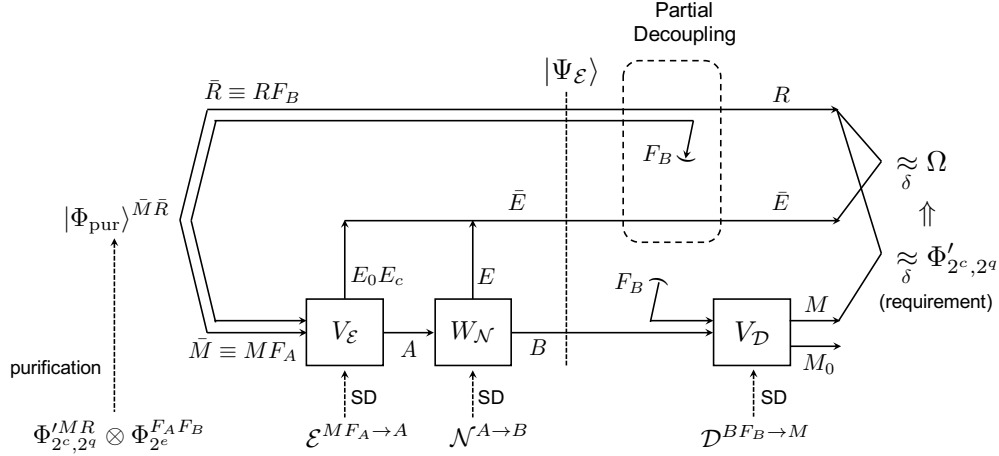 Partial
Decoupling
|Ψ_ℰ⟩
R̄ ≡ RF_B
R
F_B
≈_δ Ω
Ē
Ē
|Φ_pur⟩^{M̄R̄}
⇑
≈_δ Φ′_{2^c,2^q}
(requirement)
E_0E_c
E
F_B
M
V_ℰ
W_𝒩
V_𝒟
M̄ ≡ MF_A
A
B
M_0
purification
SD
SD
SD
Φ′^{MR}_{2^c,2^q} ⊗ Φ^{F_AF_B}_{2^e}
ℰ^{MF_A→A}
𝒩^{A→B}
𝒟^{BF_B→M}